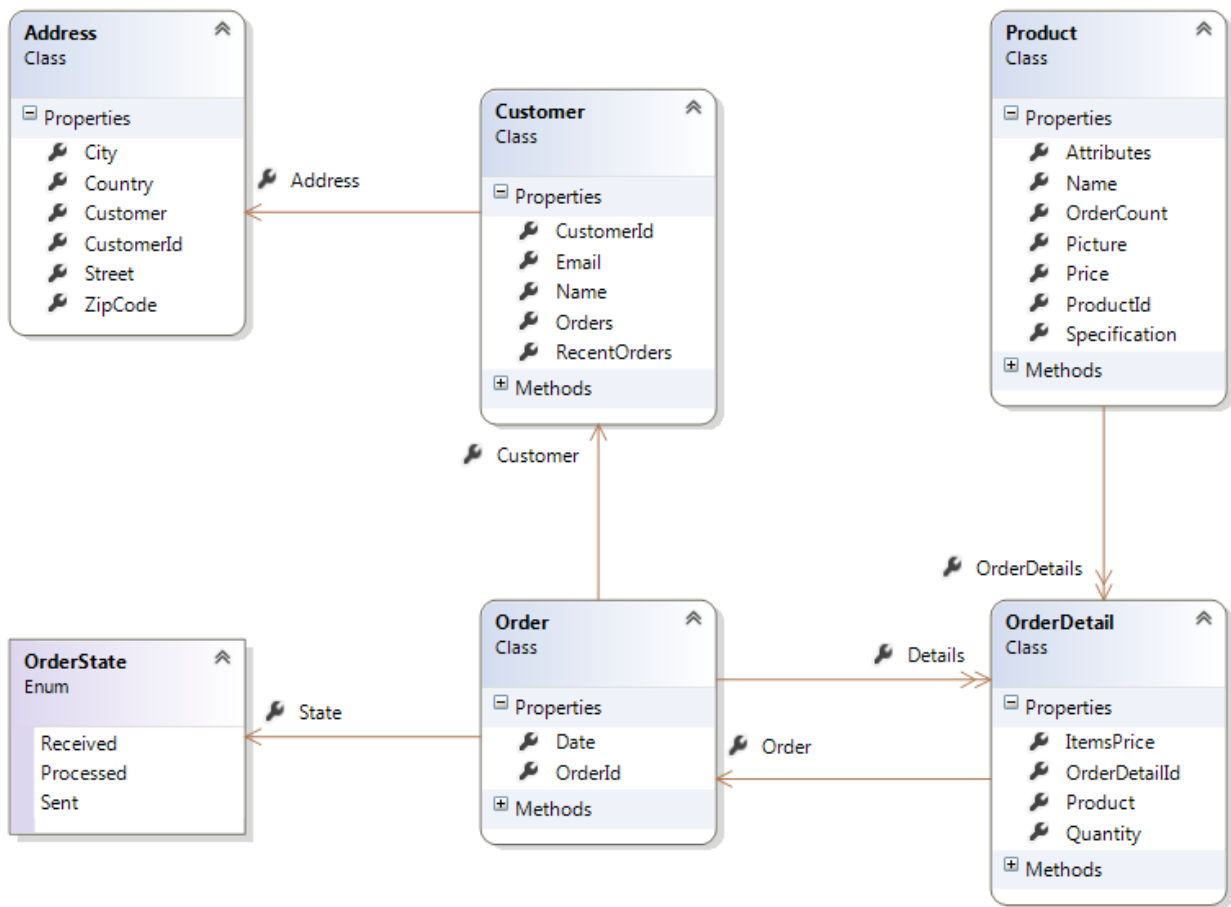 Address
Class
Properties
City
Country
Customer
CustomerId
Street
ZipCode
Address
Customer
Class
Properties
CustomerId
Email
Name
Orders
RecentOrders
Methods
Product
Class
Properties
Attributes
Name
OrderCount
Picture
Price
ProductId
Specification
Methods
Customer
OrderDetails
OrderState
Enum
Received
Processed
Sent
State
Order
Class
Properties
Date
OrderId
Methods
Details
Order
OrderDetail
Class
Properties
ItemsPrice
OrderDetailId
Product
Quantity
Methods